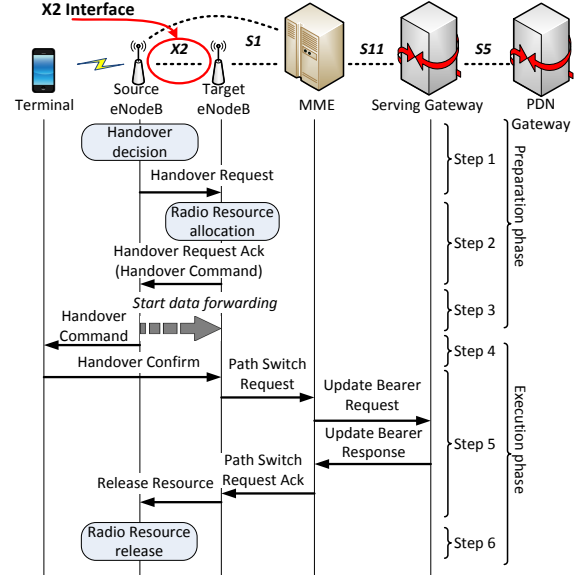 X2 Interface
X2
S1
S11
S5
Terminal
Source
eNodeB
Target
eNodeB
MME
Serving Gateway
PDN
Gateway
Handover
decision
Step 1
Preparation phase
Handover Request
Radio Resource
allocation
Step 2
Handover Request Ack
(Handover Command)
Start data forwarding
Step 3
Handover
Command
Step 4
Execution phase
Handover Confirm
Path Switch
Request
Update Bearer
Request
Step 5
Update Bearer
Response
Path Switch
Request Ack
Release Resource
Radio Resource
release
Step 6